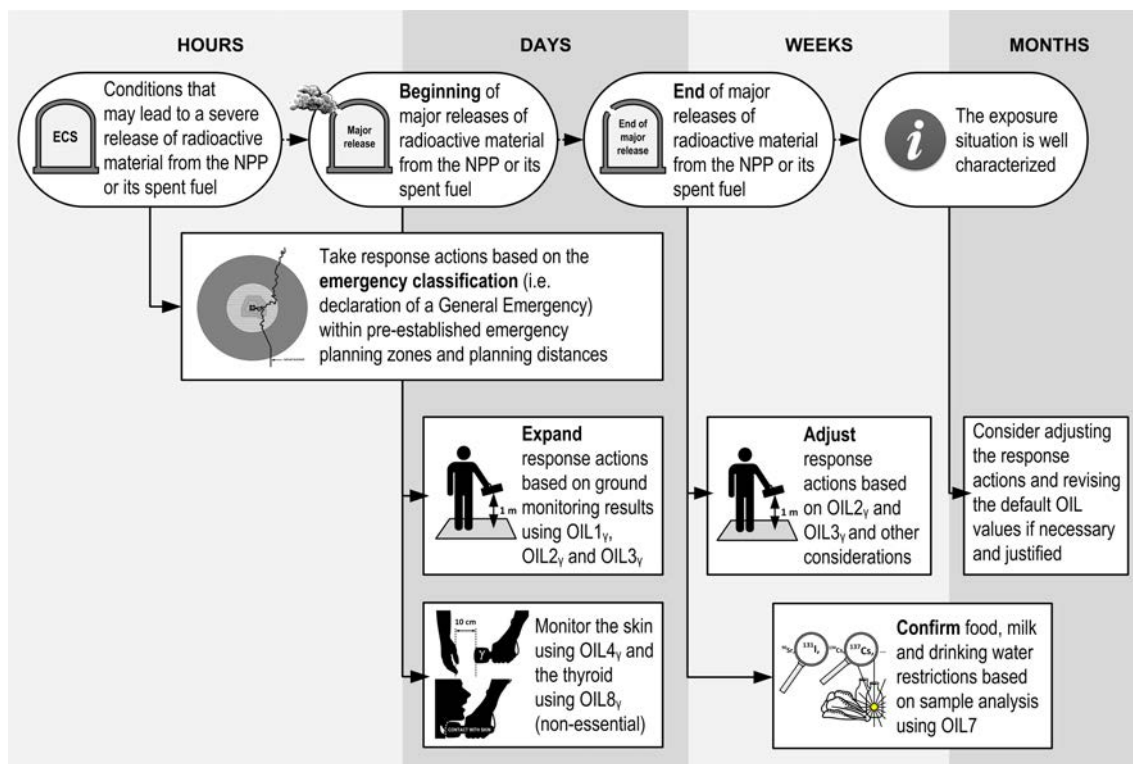 HOURS
DAYS
WEEKS
MONTHS
ECS
Conditions that
may lead to a severe
release of radioactive
material from the NPP
or its spent fuel
Major
release
Beginning of
major releases of
radioactive material
from the NPP or its
spent fuel
End of
major
release
End of major
releases of
radioactive material
from the NPP or its
spent fuel
i
The exposure
situation is well
characterized
Take response actions based on the
emergency classification (i.e.
declaration of a General Emergency)
within pre-established emergency
planning zones and planning distances
1 m
Expand
response actions
based on ground
monitoring results
using OIL1γ,
OIL2γ and OIL3γ
1 m
Adjust
response
actions based
on OIL2γ and
OIL3γ and other
considerations
Consider adjusting
the response
actions and revising
the default OIL
values if necessary
and justified
10 cm
γ
CONTACT WITH SKIN
Monitor the skin
using OIL4γ and
the thyroid
using OIL8γ
(non-essential)
¹³¹I,
¹³⁷Cs,
Confirm food, milk
and drinking water
restrictions based
on sample analysis
using OIL7